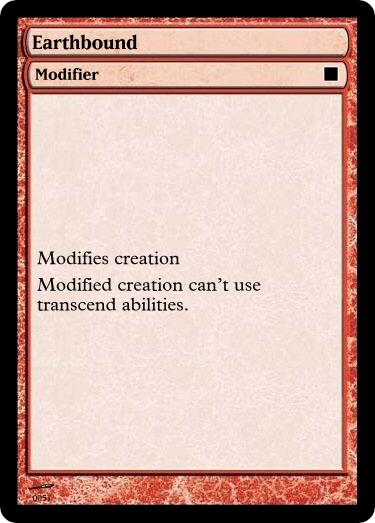 Earthbound
Modifier
Modifies creation
Modified creation can't use
transcend abilities.